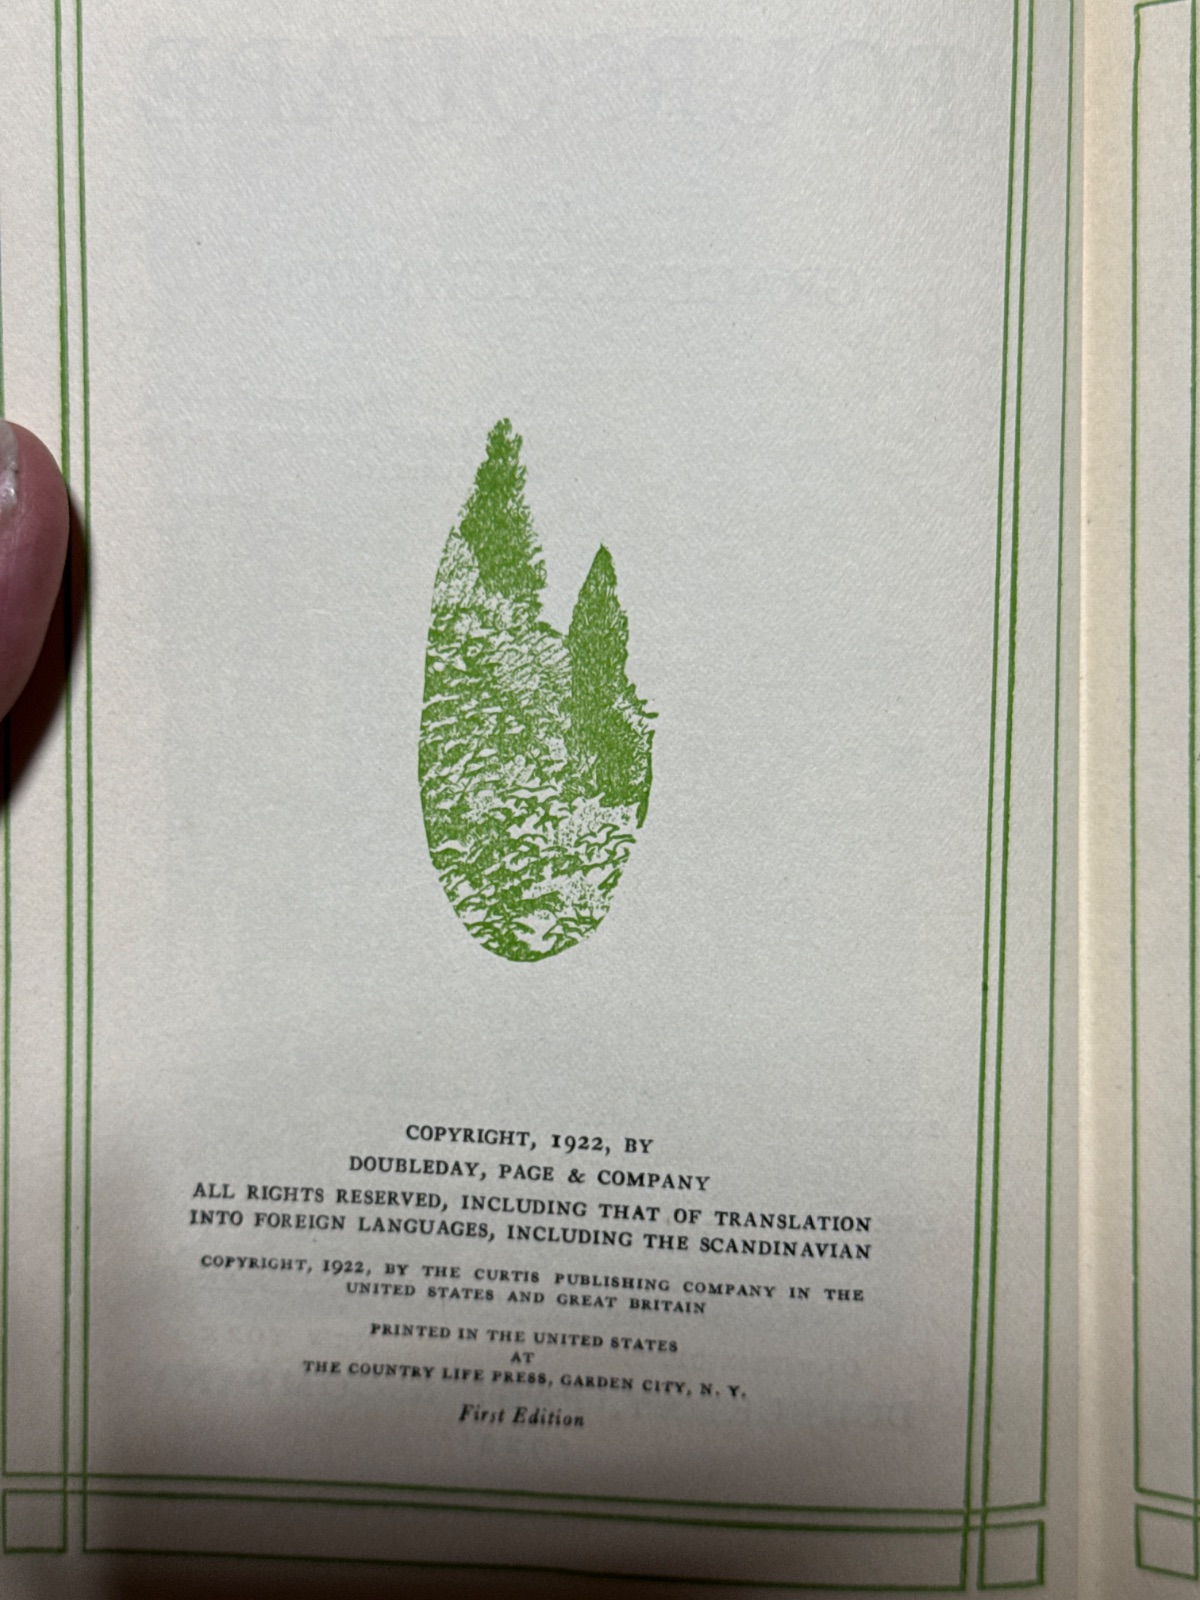 COPYRIGHT, 1922, BY
DOUBLEDAY, PAGE & COMPANY
ALL RIGHTS RESERVED, INCLUDING THAT OF TRANSLATION
INTO FOREIGN LANGUAGES, INCLUDING THE SCANDINAVIAN
COPYRIGHT, 1922, BY THE CURTIS PUBLISHING COMPANY IN THE
UNITED STATES AND GREAT BRITAIN
PRINTED IN THE UNITED STATES
AT
THE COUNTRY LIFE PRESS, GARDEN CITY, N. Y.
First Edition